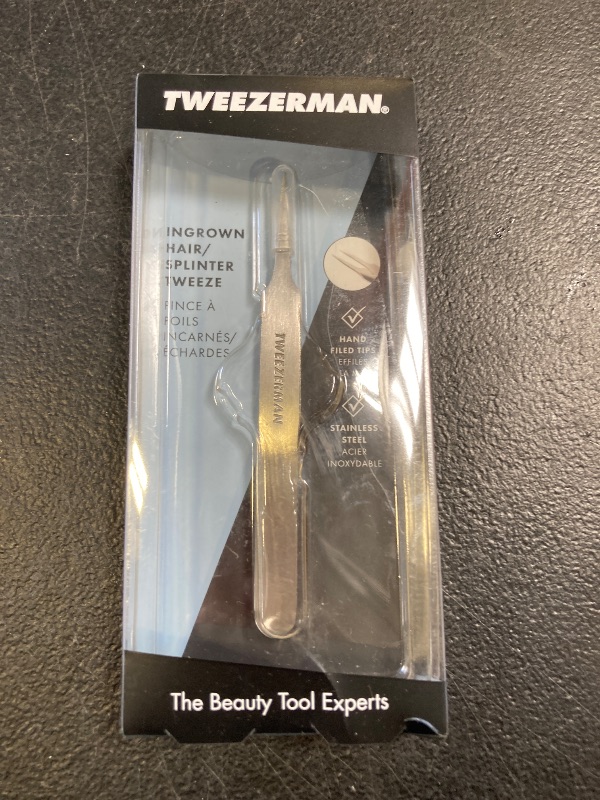 TWEEZERMAN®
INGROWN
HAIR/
SPLINTER
TWEEZE
PINCE À
POILS
INCARNÉS/
ÉCHARDES
TWEEZERMAN
HAND
FILED TIPS
EFFILÉS
STAINLESS
STEEL
ACIER
INOXYDABLE
The Beauty Tool Experts